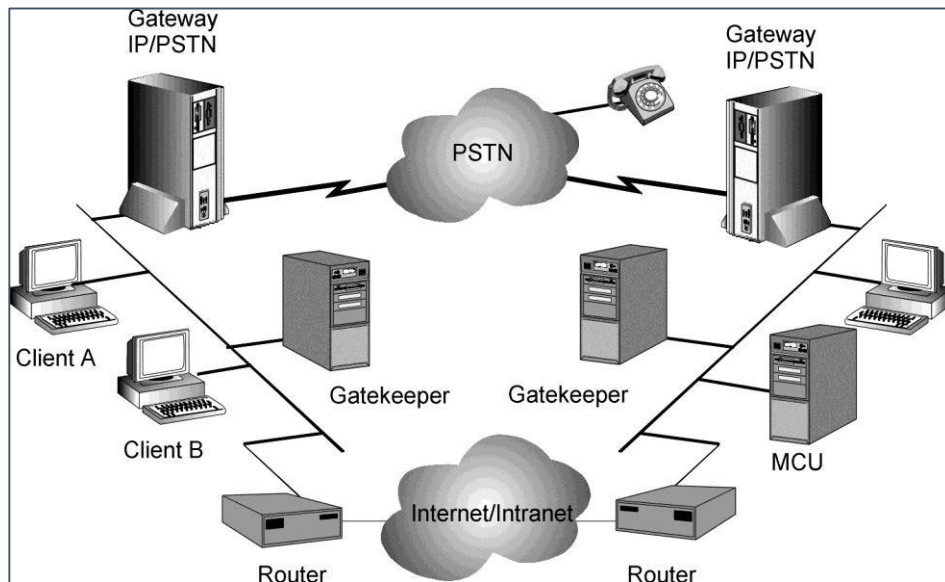 Gateway
IP/PSTN
Gateway
IP/PSTN
PSTN
Client A
Gatekeeper
Gatekeeper
Client B
MCU
Internet/Intranet
Router
Router